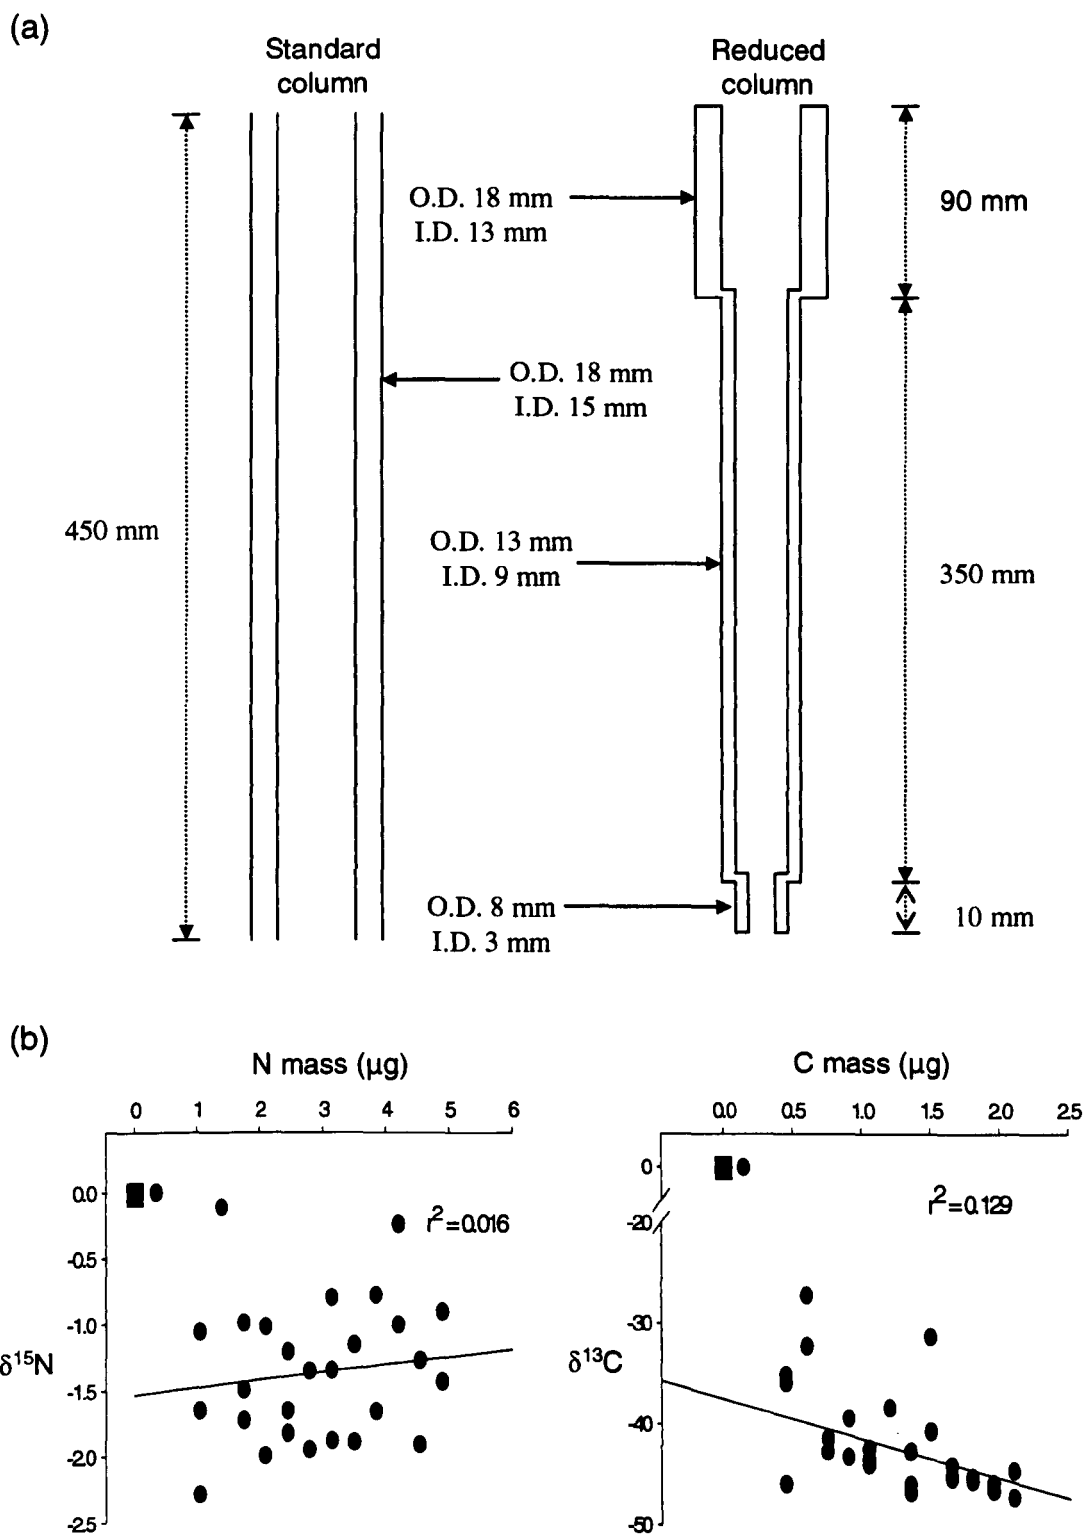 (a)
Standard
column
Reduced
column
O.D. 18 mm
I.D. 13 mm
90 mm
O.D. 18 mm
I.D. 15 mm
450 mm
O.D. 13 mm
I.D. 9 mm
350 mm
O.D. 8 mm
I.D. 3 mm
10 mm
(b)
N mass (μg)
0 1 2 3 4 5 6
0.0
-0.5
-1.0
-1.5
-2.0
-2.5
δ¹⁵N
r²=0.016
C mass (μg)
0.0 0.5 1.0 1.5 2.0 2.5
0
-20
-30
-40
-50
δ¹³C
r²=0.129